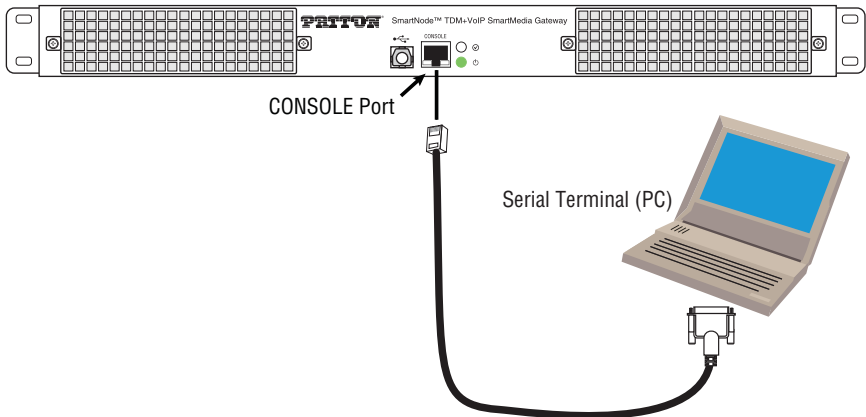 PATTON SmartNode™ TDM+VoIP SmartMedia Gateway
CONSOLE
CONSOLE Port
Serial Terminal (PC)